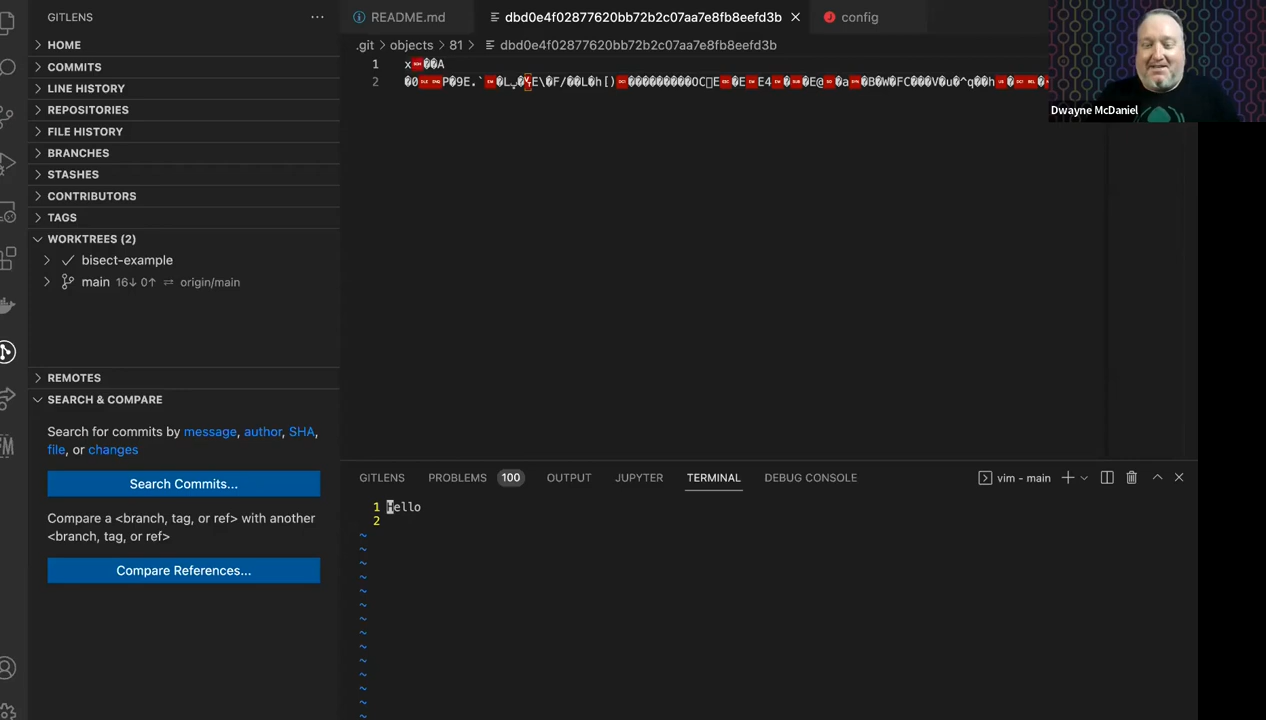 GITLENS ···
HOME
COMMITS
LINE HISTORY
REPOSITORIES
FILE HISTORY
BRANCHES
STASHES
CONTRIBUTORS
TAGS
WORKTREES (2)
bisect-example
main 16↓ 0↑ ⇄ origin/main
REMOTES
SEARCH & COMPARE
Search for commits by message, author, SHA,
file, or changes
Search Commits...
Compare a <branch, tag, or ref> with another
<branch, tag, or ref>
Compare References...
README.md dbd0e4f02877620bb72b2c07aa7e8fb8eefd3b config
.git > objects > 81 > dbd0e4f02877620bb72b2c07aa7e8fb8eefd3b
1 x
2
Dwayne McDaniel
GITLENS PROBLEMS 100 OUTPUT JUPYTER TERMINAL DEBUG CONSOLE vim - main
1 Hello
2
~
~
~
~
~
~
~
~
~
~
~
~
~
~